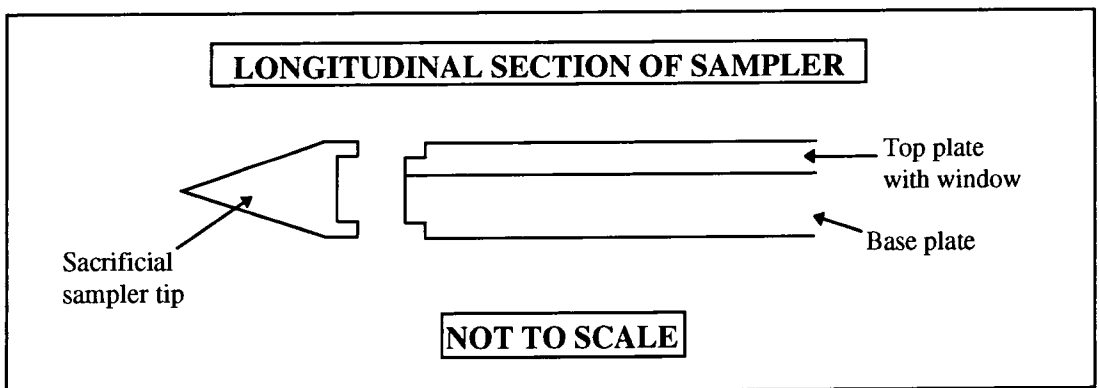 LONGITUDINAL SECTION OF SAMPLER
Top plate
with window
Base plate
Sacrificial
sampler tip
NOT TO SCALE